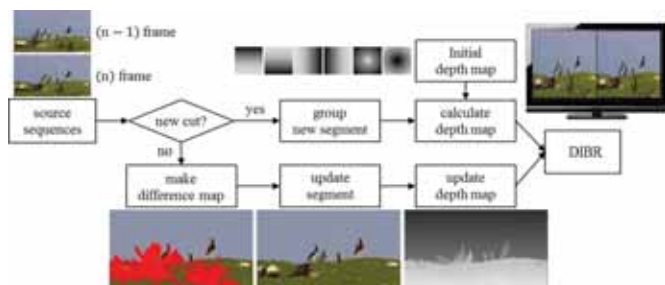 (n − 1) frame
(n) frame
Initial
depth map
source
sequences
new cut?
yes
group
new segment
calculate
depth map
DIBR
no
make
difference map
update
segment
update
depth map